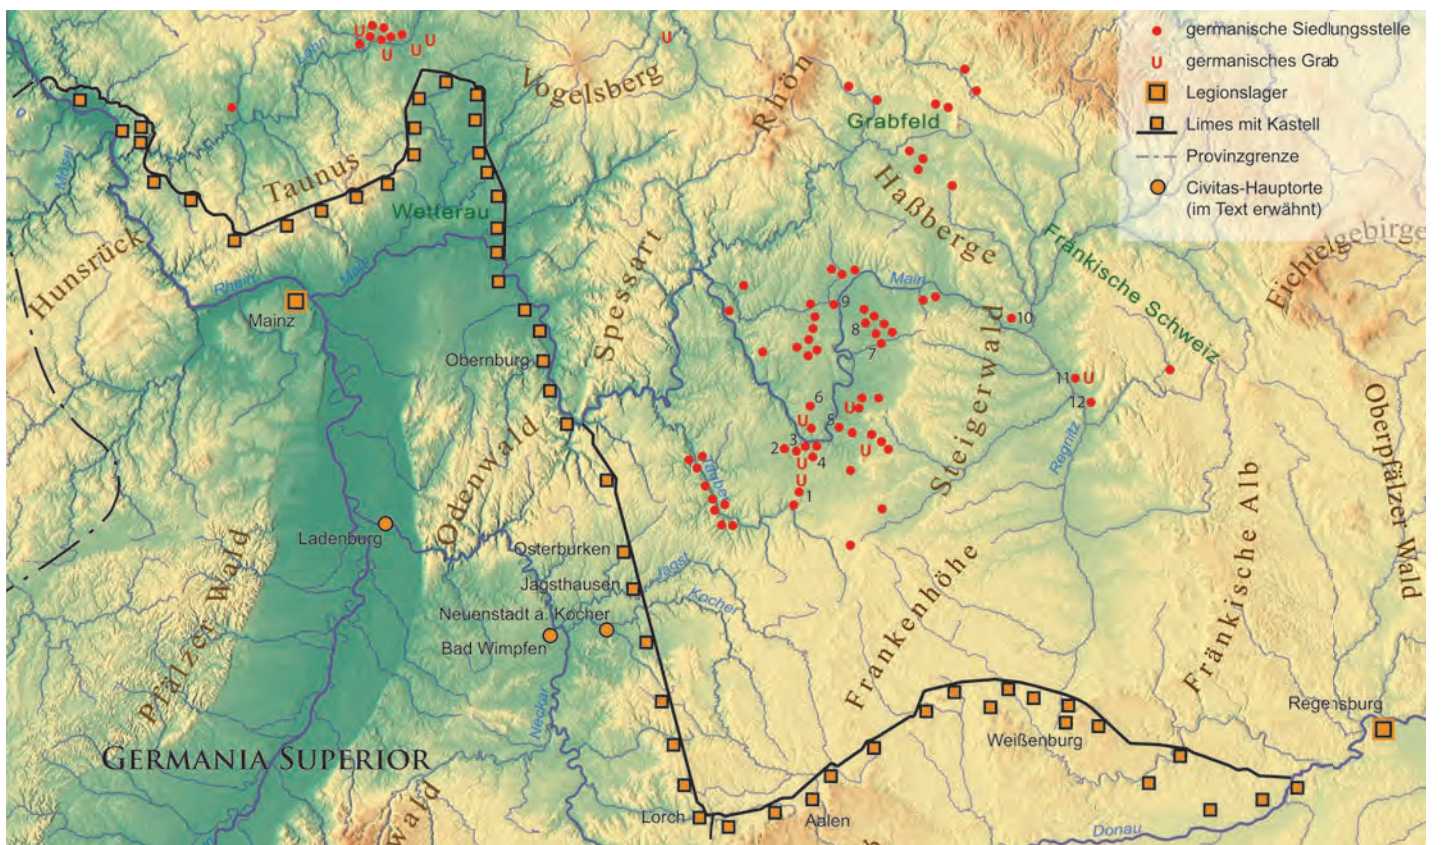 germanische Siedlungsstelle
germanisches Grab
Legionslager
Limes mit Kastell
Provinzgrenze
Civitas-Hauptorte
(im Text erwähnt)
Lahn
Vogelsberg
Rhön
Grabfeld
Mosel
Taunus
Wetterau
Haßberge
Hunsrück
Rhein
Main
Mainz
Spessart
Main
Fränkische Schweiz
Fichtelgebirge
Obernburg
9
8
7
10
11
12
6
5
3
2
4
1
Steigerwald
Regnitz
Oberpfälzer Wald
Tauber
Odenwald
Ladenburg
Osterburken
Jagsthausen
Jagst
Kocher
Neuenstadt a. Kocher
Bad Wimpfen
Neckar
Pfälzer Wald
Frankenhöhe
Fränkische Alb
Regensburg
Weißenburg
Germania Superior
Lorch
Aalen
Donau
wald